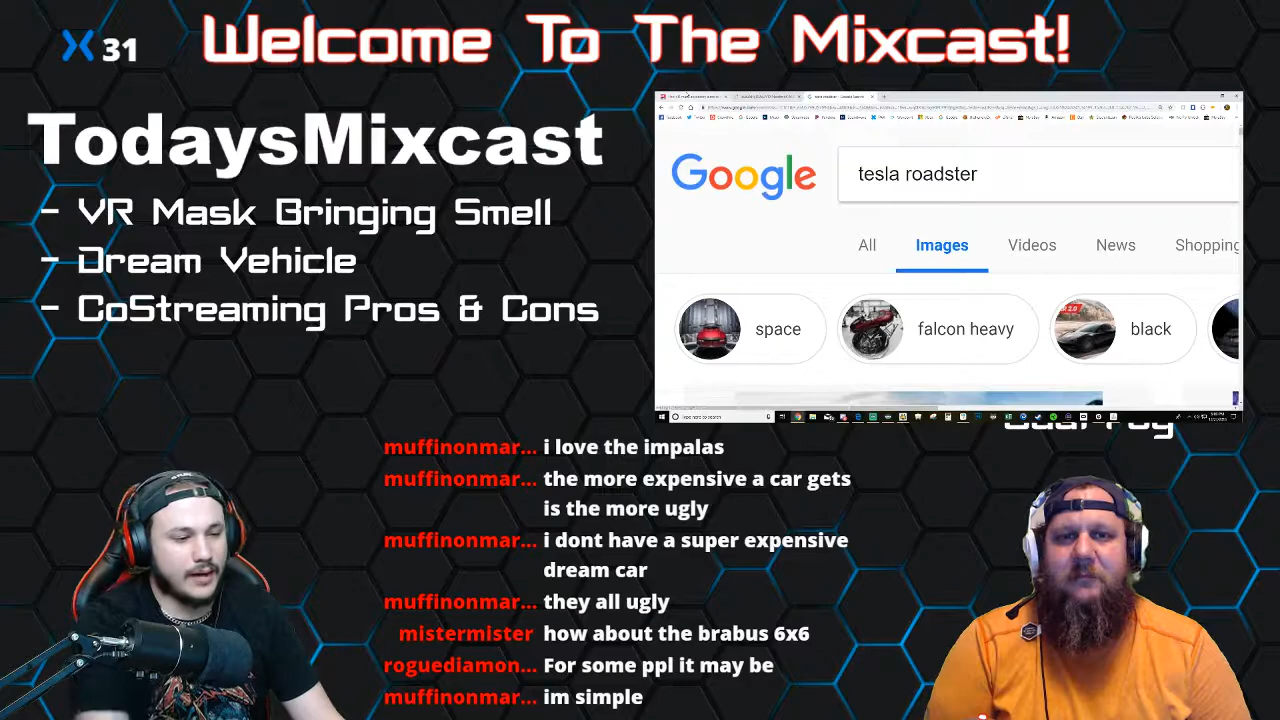 31
Welcome To The Mixcast!
TodaysMixcast
- VR Mask Bringing Smell
- Dream Vehicle
- CoStreaming Pros & Cons
Google
tesla roadster
All Images Videos News Shopping
space falcon heavy black
muffinonmar... i love the impalas
muffinonmar... the more expensive a car gets
is the more ugly
muffinonmar... i dont have a super expensive
dream car
muffinonmar... they all ugly
mistermister how about the brabus 6x6
roguediamon... For some ppl it may be
muffinonmar... im simple